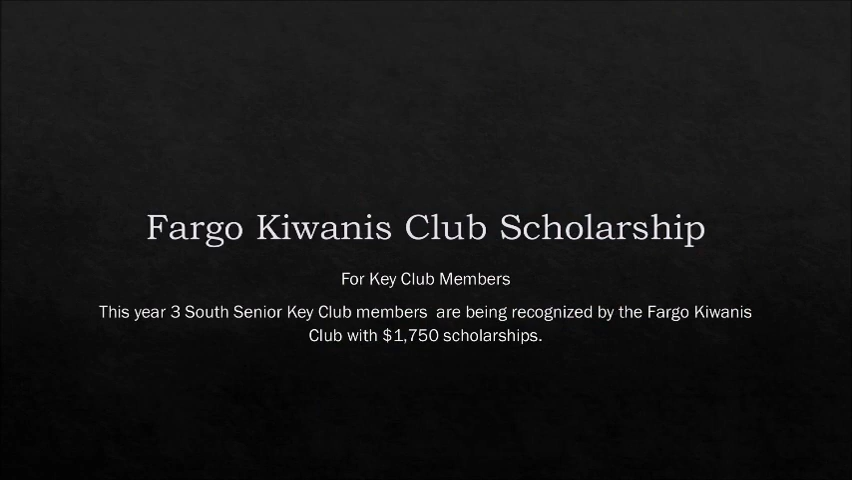 Fargo Kiwanis Club Scholarship
For Key Club Members
This year 3 South Senior Key Club members  are being recognized by the Fargo Kiwanis
Club with $1,750 scholarships.